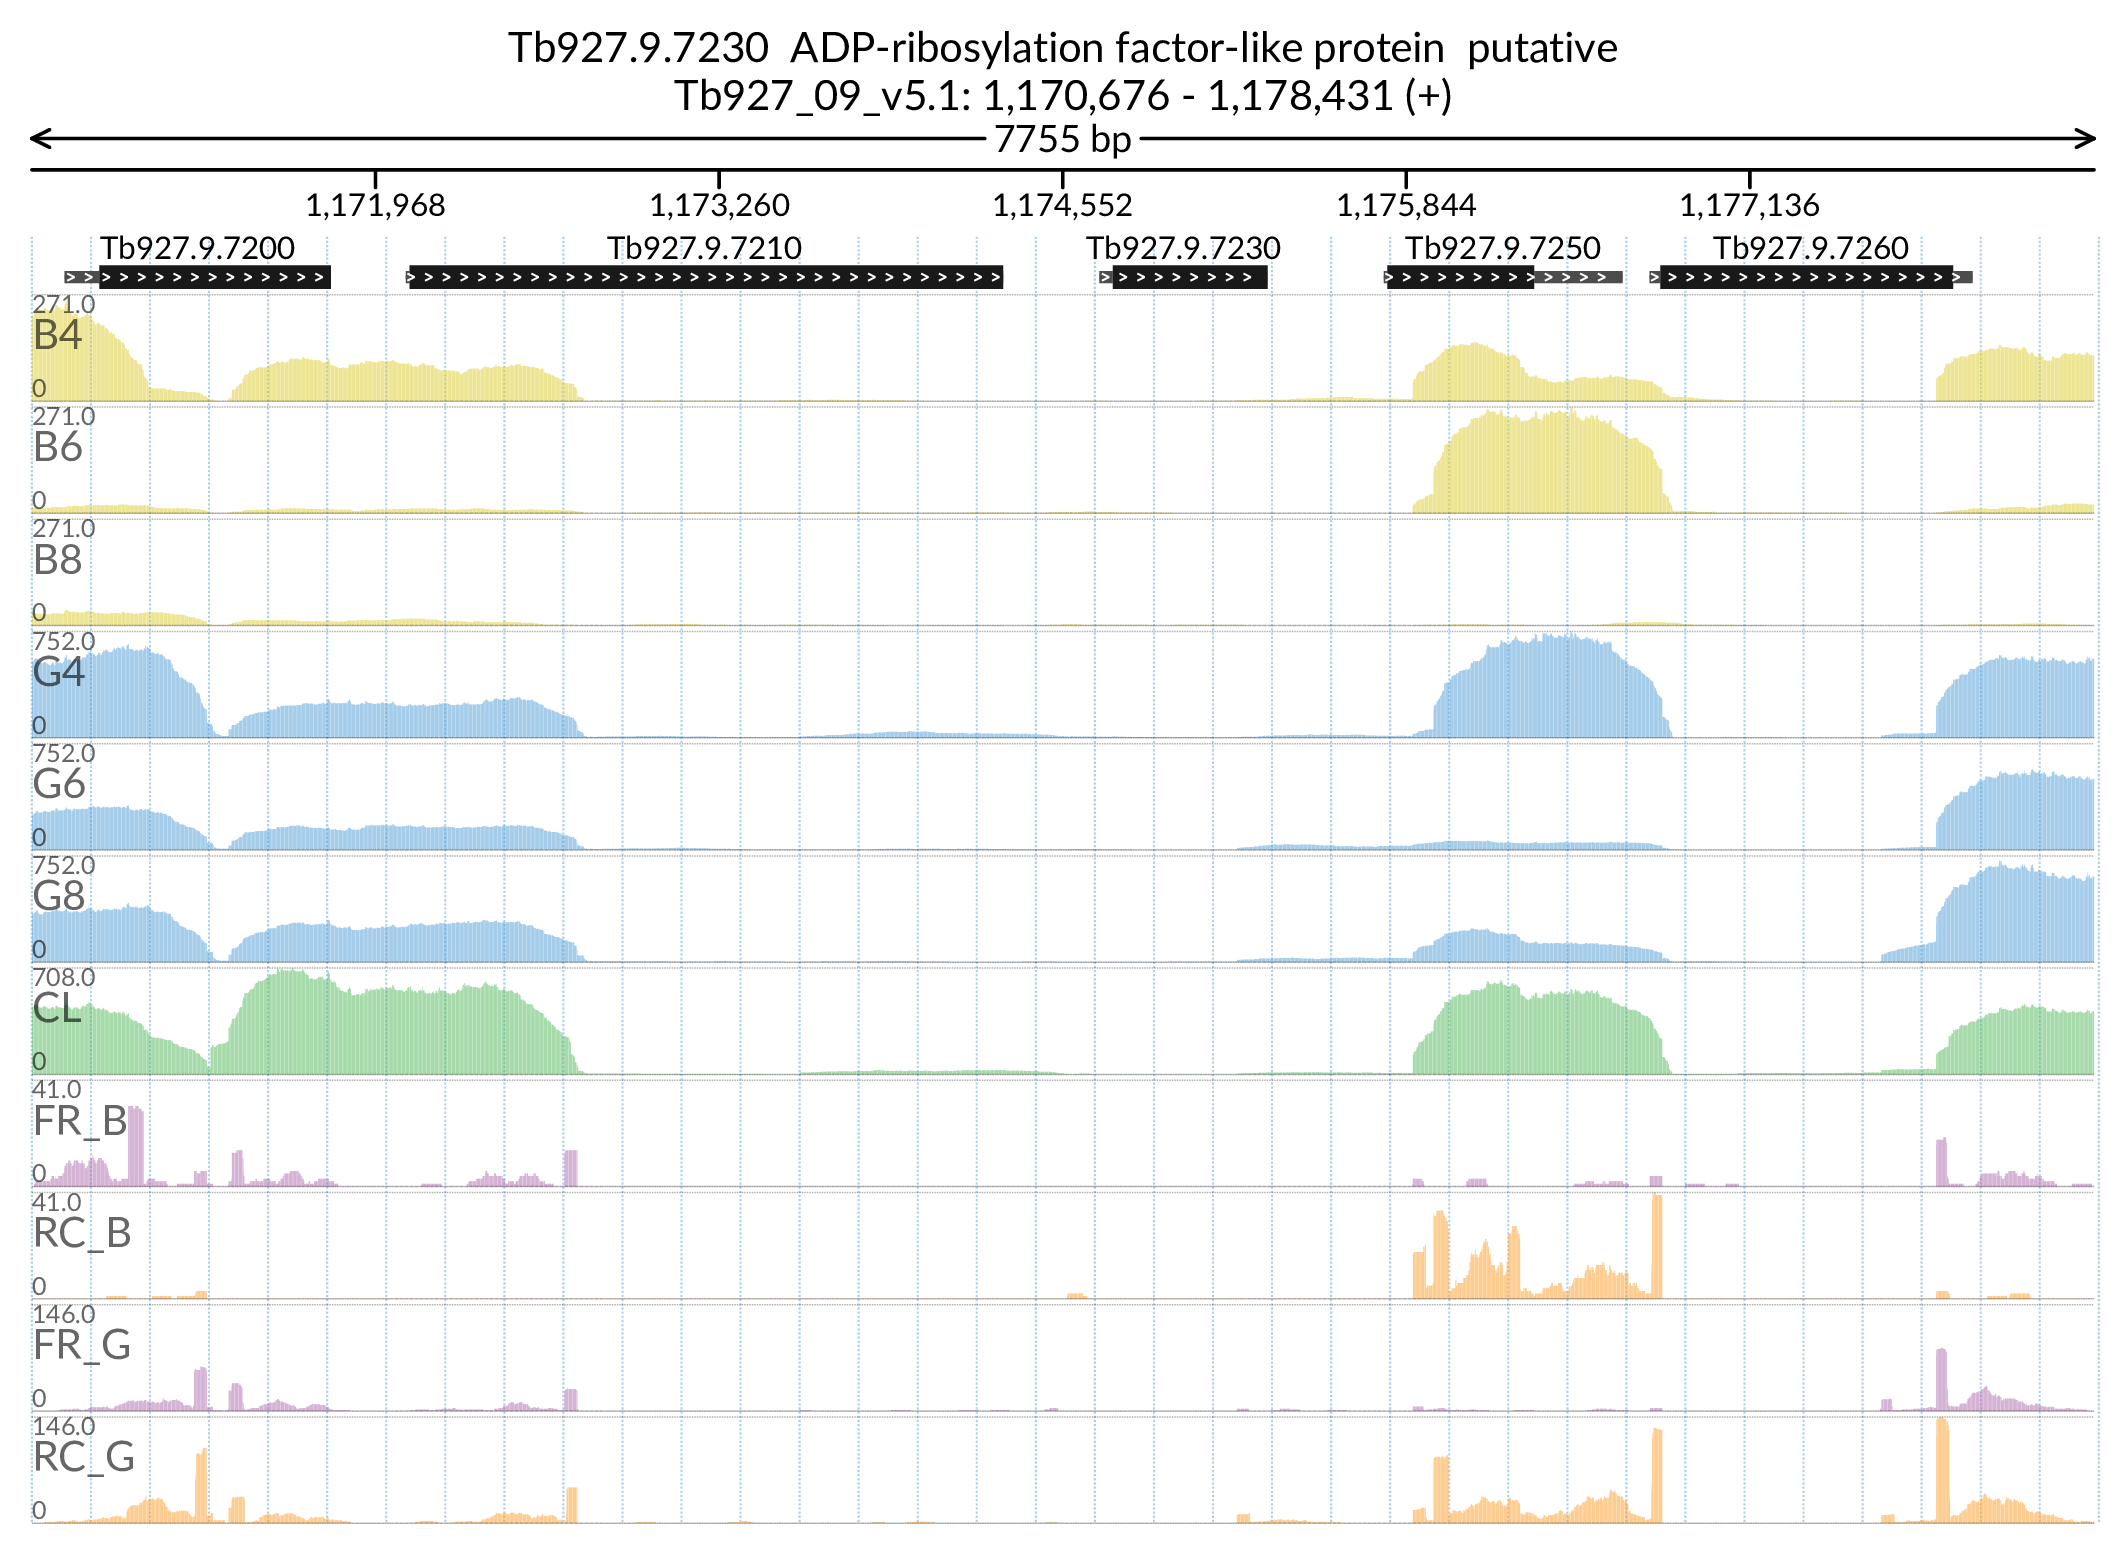 Tb927.9.7230  ADP-ribosylation factor-like protein  putative
Tb927_09_v5.1: 1,170,676 - 1,178,431 (+)
7755 bp
1,171,968 1,173,260 1,174,552 1,175,844 1,177,136
Tb927.9.7200 Tb927.9.7210 Tb927.9.7230 Tb927.9.7250 Tb927.9.7260
271.0
B4
0
271.0
B6
0
271.0
B8
0
752.0
G4
0
752.0
G6
0
752.0
G8
0
708.0
CL
0
41.0
FR_B
0
41.0
RC_B
0
146.0
FR_G
0
146.0
RC_G
0